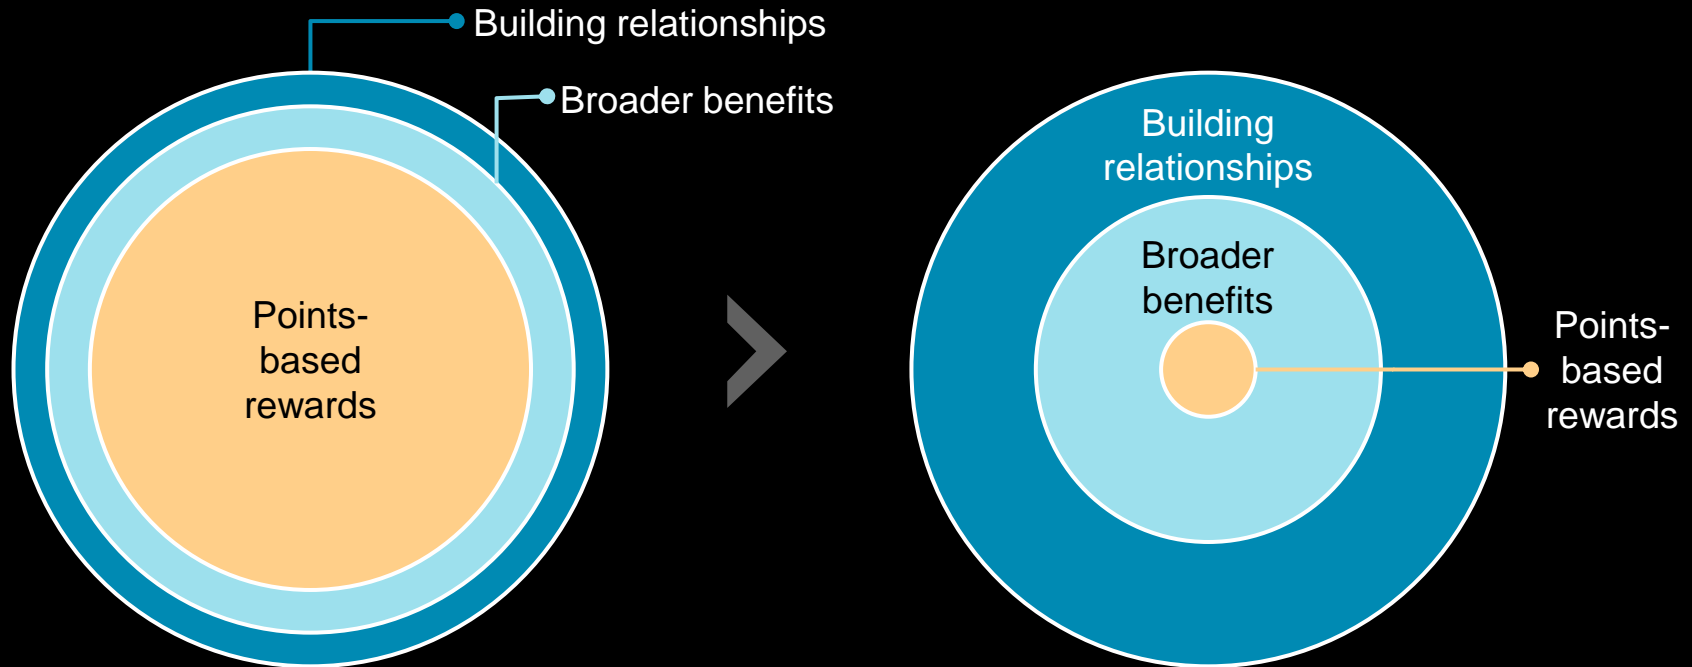 Building relationships
Broader benefits
Points-
based
rewards
Building
relationships
Broader
benefits
Points-
based
rewards